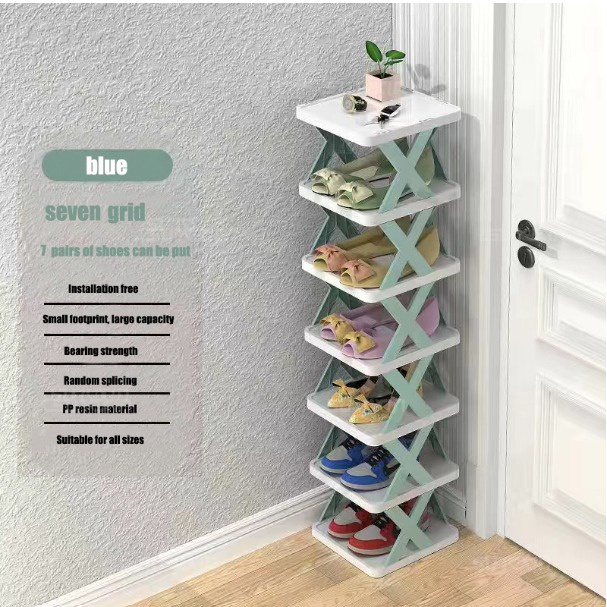 blue
seven grid
7 pairs of shoes can be put
Installation free
Small footprint, large capacity
Bearing strength
Random splicing
PP resin material
Suitable for all sizes